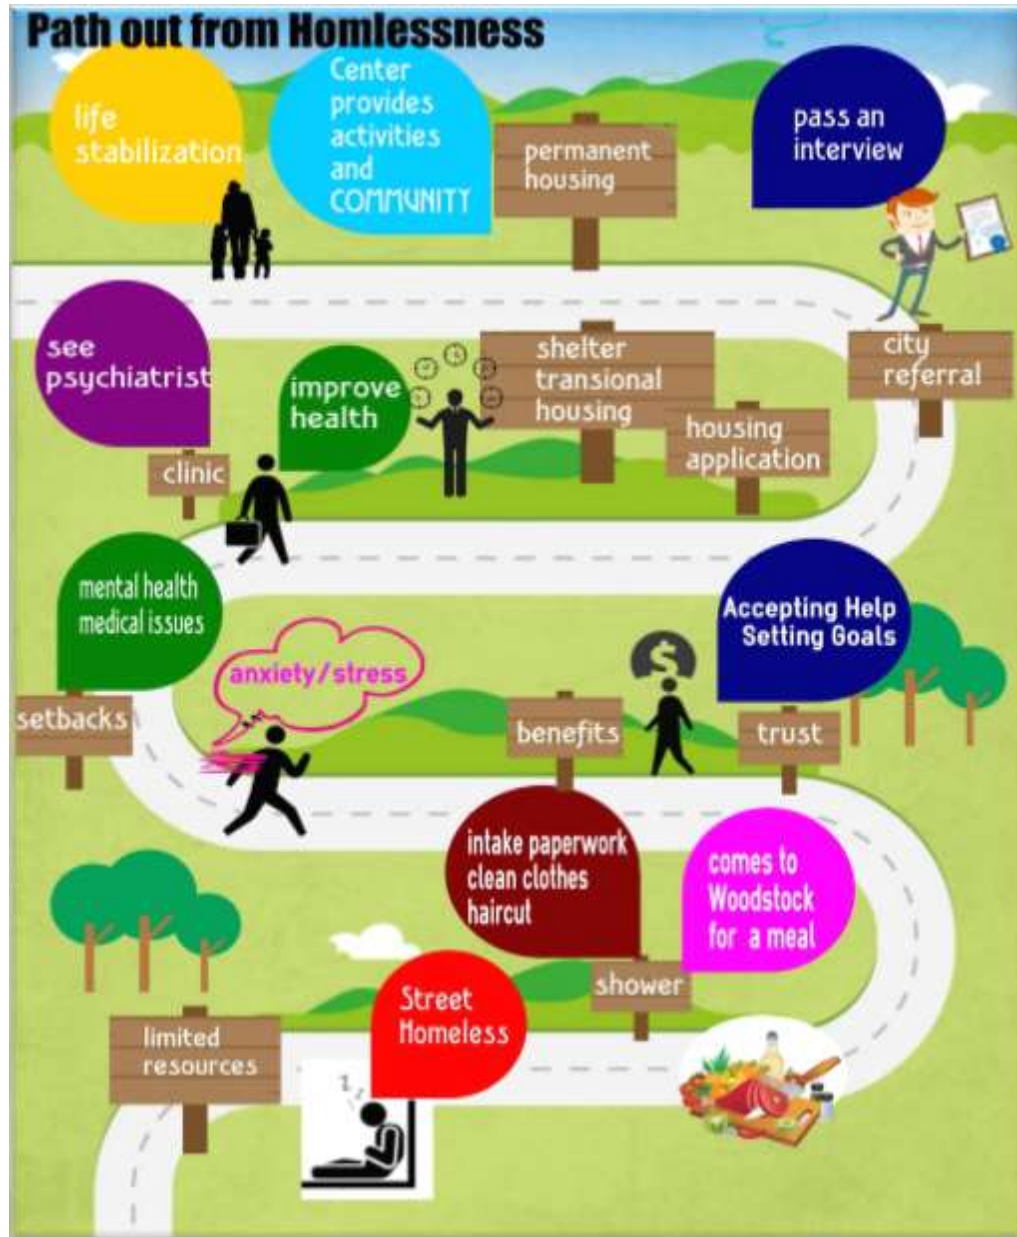 Path out from Homlessness
life
stabilization
Center
provides
activities
and
COMMUNITY
permanent
housing
pass an
interview
see
psychiatrist
improve
health
shelter
transional
housing
city
referral
housing
application
clinic
mental health
medical issues
anxiety/stress
Accepting Help
Setting Goals
setbacks
benefits
trust
intake paperwork
clean clothes
haircut
comes to
Woodstock
for a meal
shower
Street
Homeless
limited
resources
z z z